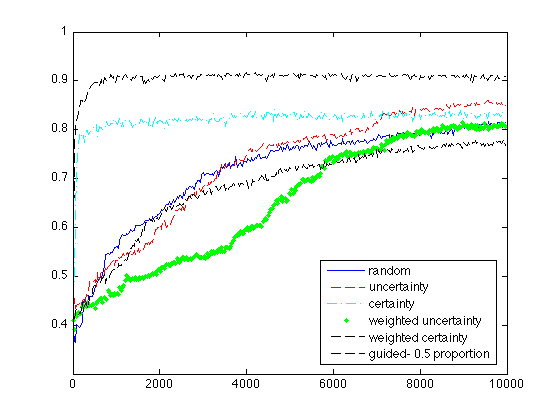 1
0.9
0.8
0.7
0.6
0.5
0.4
random
uncertainty
certainty
weighted uncertainty
weighted certainty
guided- 0.5 proportion
0 2000 4000 6000 8000 10000